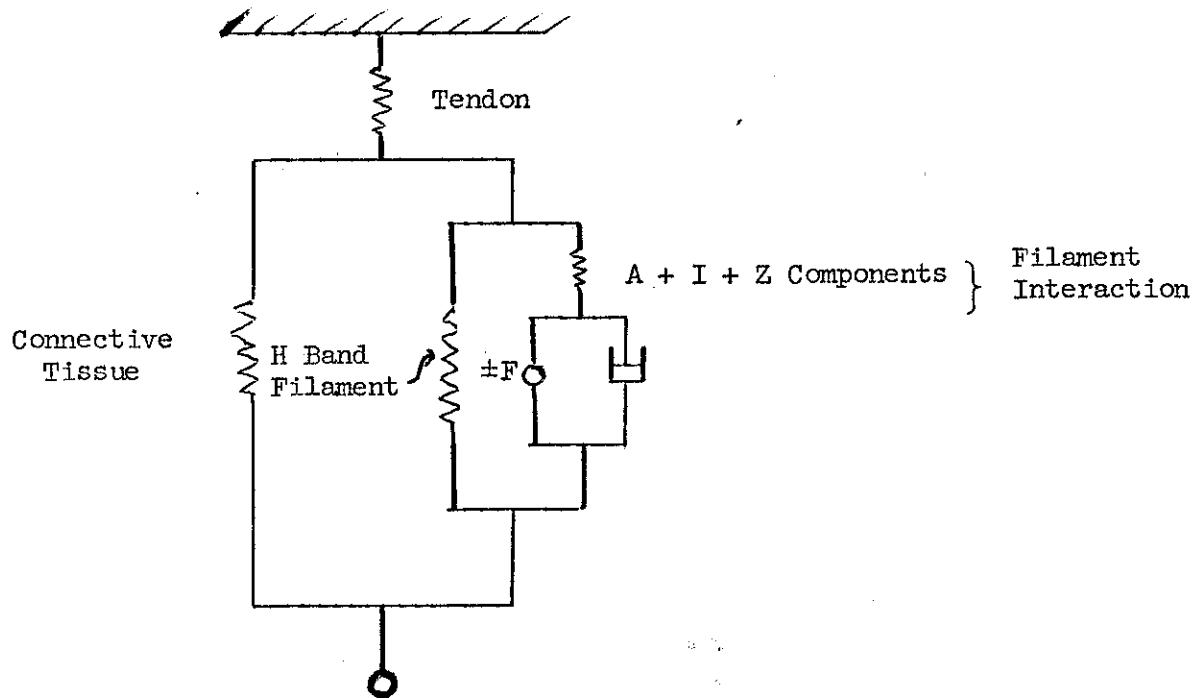 Tendon
A + I + Z Components
Filament
Interaction
Connective
Tissue
H Band
Filament
±F